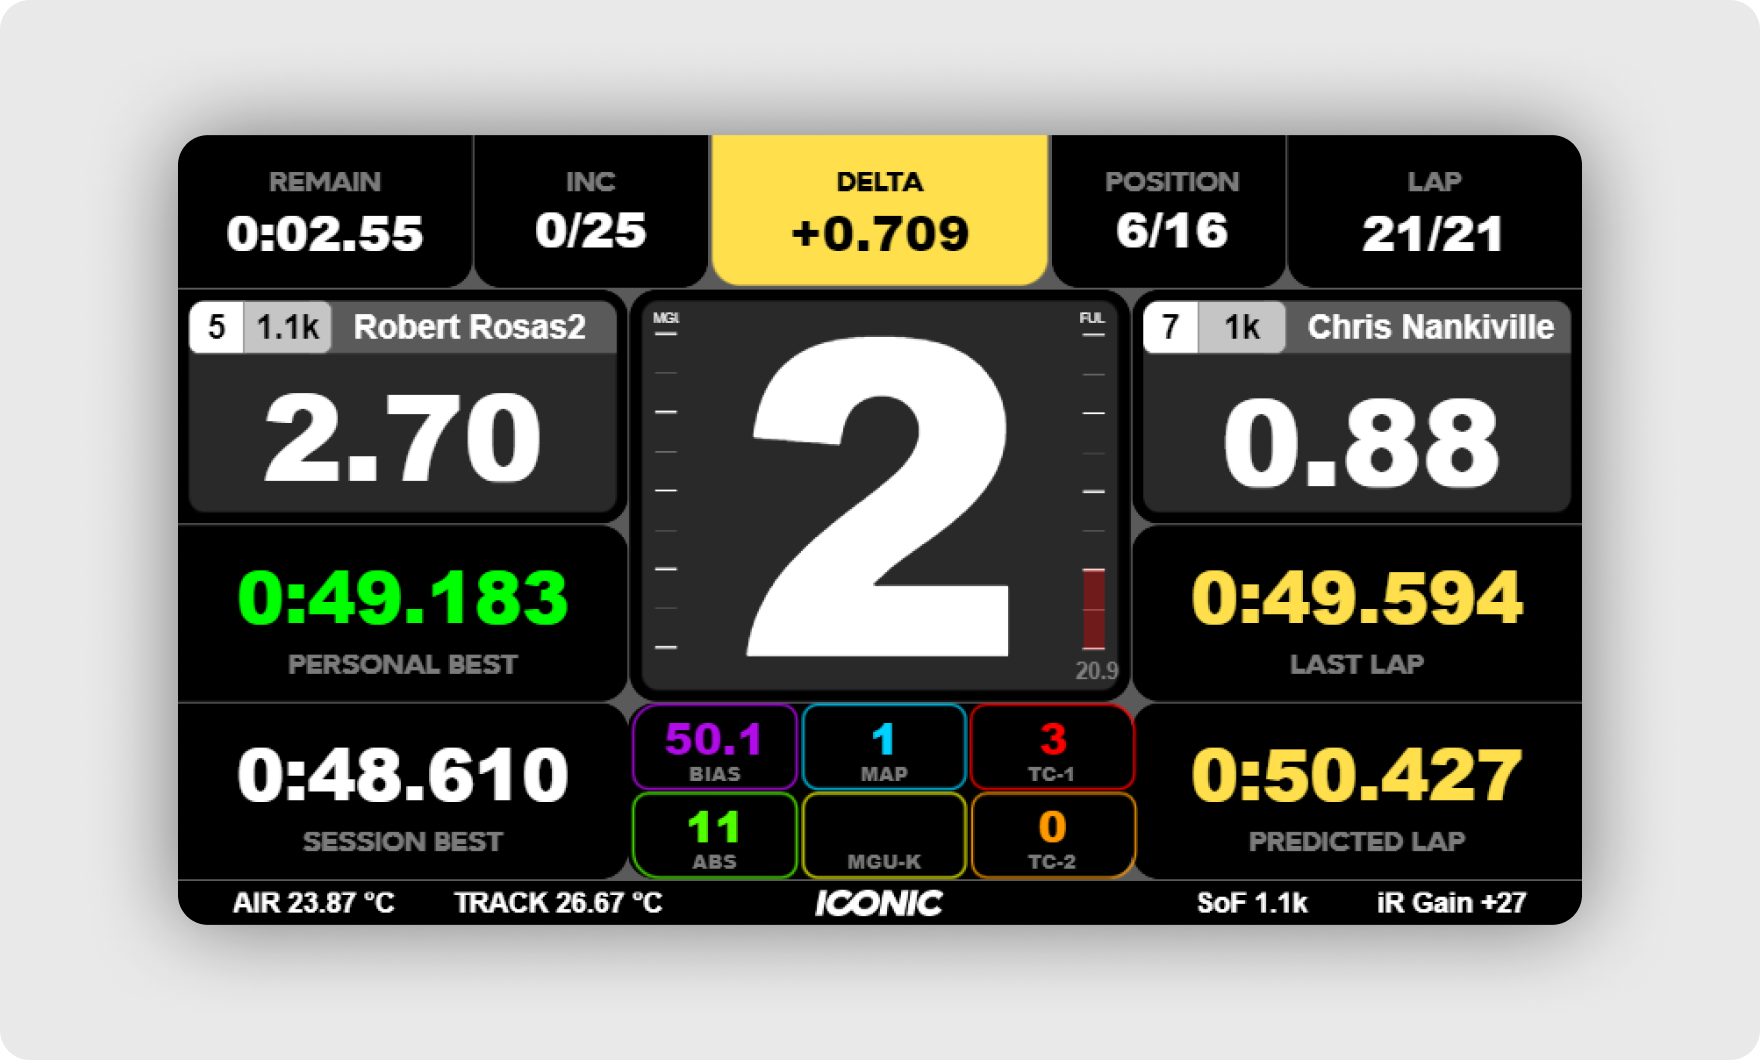 REMAIN
0:02.55
INC
0/25
DELTA
+0.709
POSITION
6/16
LAP
21/21
5 1.1k Robert Rosas2
2.70
MGU
2
FUL
20.9
7 1k Chris Nankiville
0.88
0:49.183
PERSONAL BEST
0:49.594
LAST LAP
0:48.610
SESSION BEST
50.1
BIAS
1
MAP
3
TC-1
11
ABS
MGU-K
0
TC-2
0:50.427
PREDICTED LAP
AIR 23.87 °C TRACK 26.67 °C ICONIC SoF 1.1k iR Gain +27